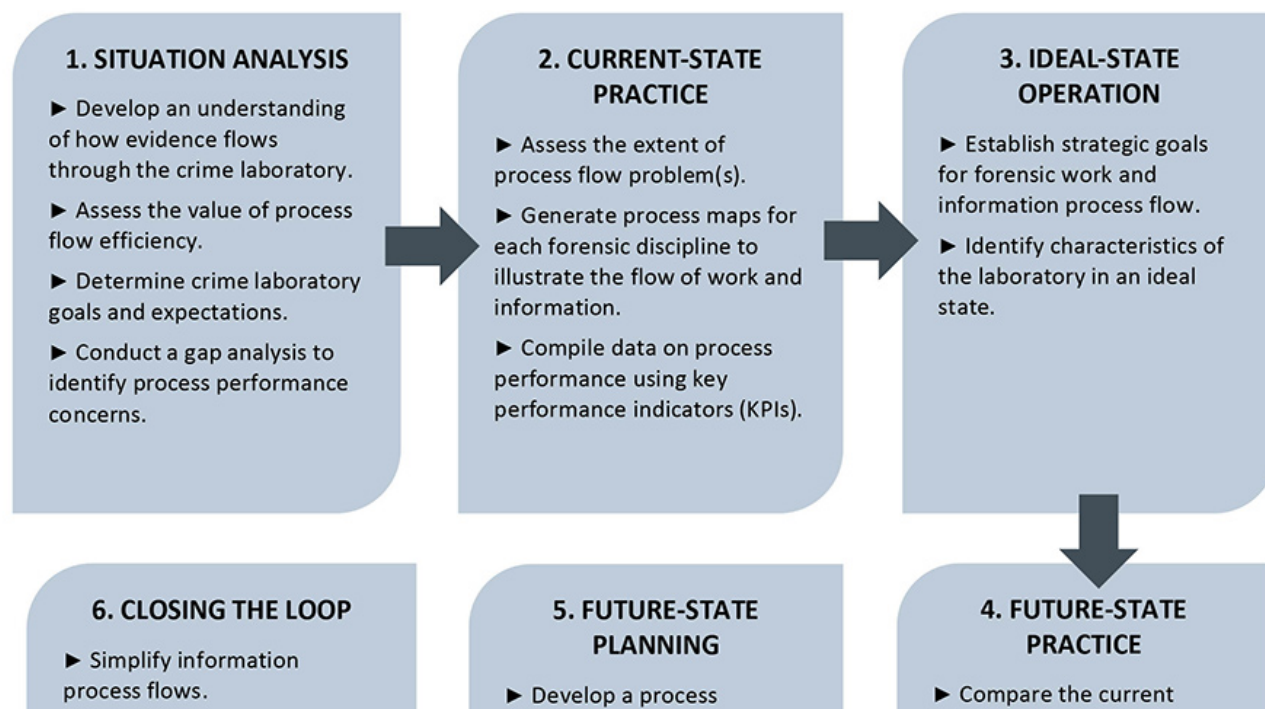 1. SITUATION ANALYSIS
► Develop an understanding
of how evidence flows
through the crime laboratory.
► Assess the value of process
flow efficiency.
► Determine crime laboratory
goals and expectations.
► Conduct a gap analysis to
identify process performance
concerns.
2. CURRENT-STATE
PRACTICE
► Assess the extent of
process flow problem(s).
► Generate process maps for
each forensic discipline to
illustrate the flow of work and
information.
► Compile data on process
performance using key
performance indicators (KPIs).
3. IDEAL-STATE
OPERATION
► Establish strategic goals
for forensic work and
information process flow.
► Identify characteristics of
the laboratory in an ideal
state.
4. FUTURE-STATE
PRACTICE
► Compare the current
5. FUTURE-STATE
PLANNING
► Develop a process
6. CLOSING THE LOOP
► Simplify information
process flows.